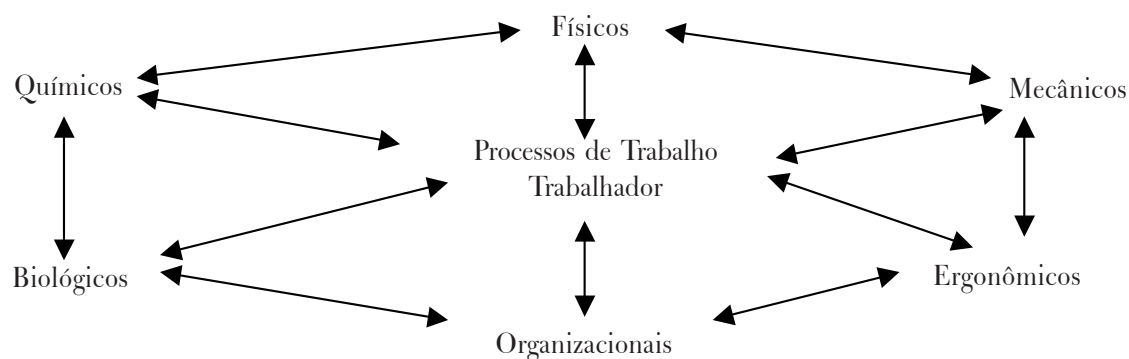 Físicos
Químicos
Mecânicos
Processos de Trabalho
Trabalhador
Biológicos
Ergonômicos
Organizacionais